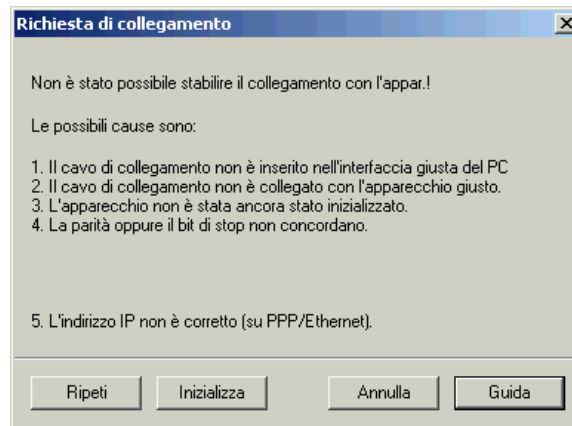 Richiesta di collegamento
Non è stato possibile stabilire il collegamento con l'appar.!
Le possibili cause sono:
1. Il cavo di collegamento non è inserito nell'interfaccia giusta del PC
2. Il cavo di collegamento non è collegato con l'apparecchio giusto.
3. L'apparecchio non è stata ancora stato inizializzato.
4. La parità oppure il bit di stop non concordano.
5. L'indirizzo IP non è corretto (su PPP/Ethernet).
Ripeti
Inizializza
Annulla
Guida